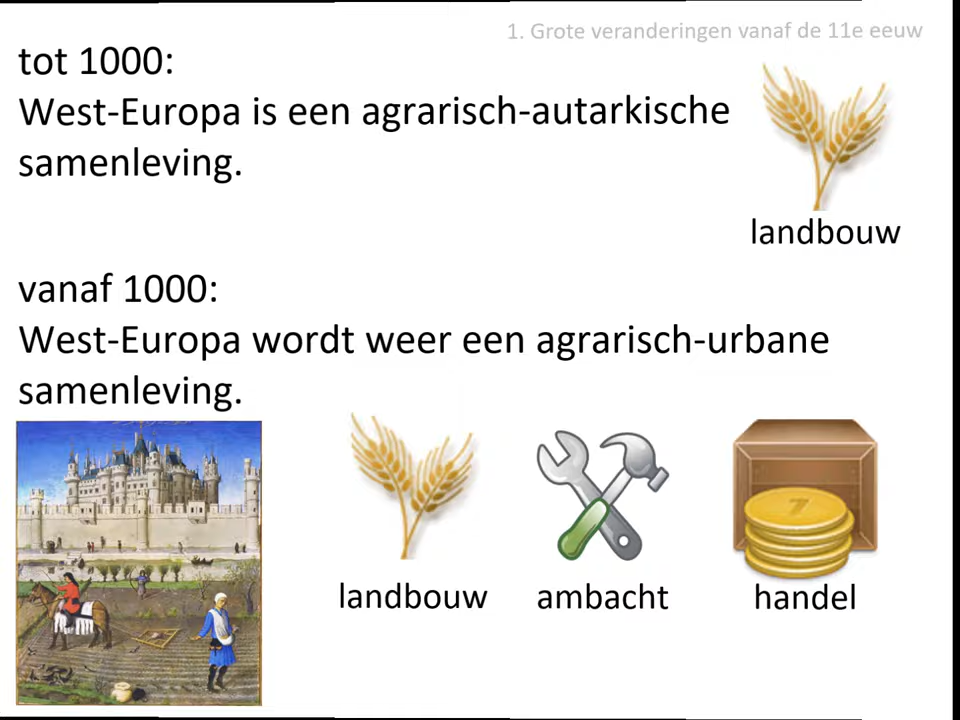 1. Grote veranderingen vanaf de 11e eeuw
tot 1000:
West-Europa is een agrarisch-autarkische
samenleving.
landbouw
vanaf 1000:
West-Europa wordt weer een agrarisch-urbane
samenleving.
landbouw
ambacht
handel